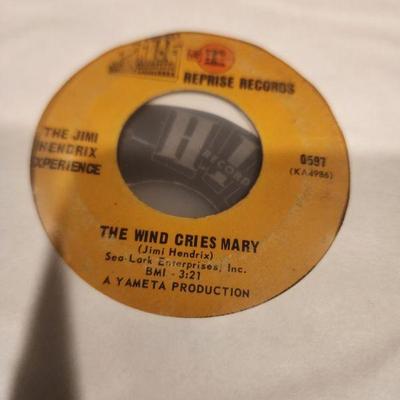 REPRISE RECORDS
THE JIMI
HENDRIX
EXPERIENCE
0597
(KA4986)
H
RECORD
THE WIND CRIES MARY
(Jimi Hendrix)
Sea-Lark Enterprises, Inc.
BMI - 3:21
A YAMETA PRODUCTION